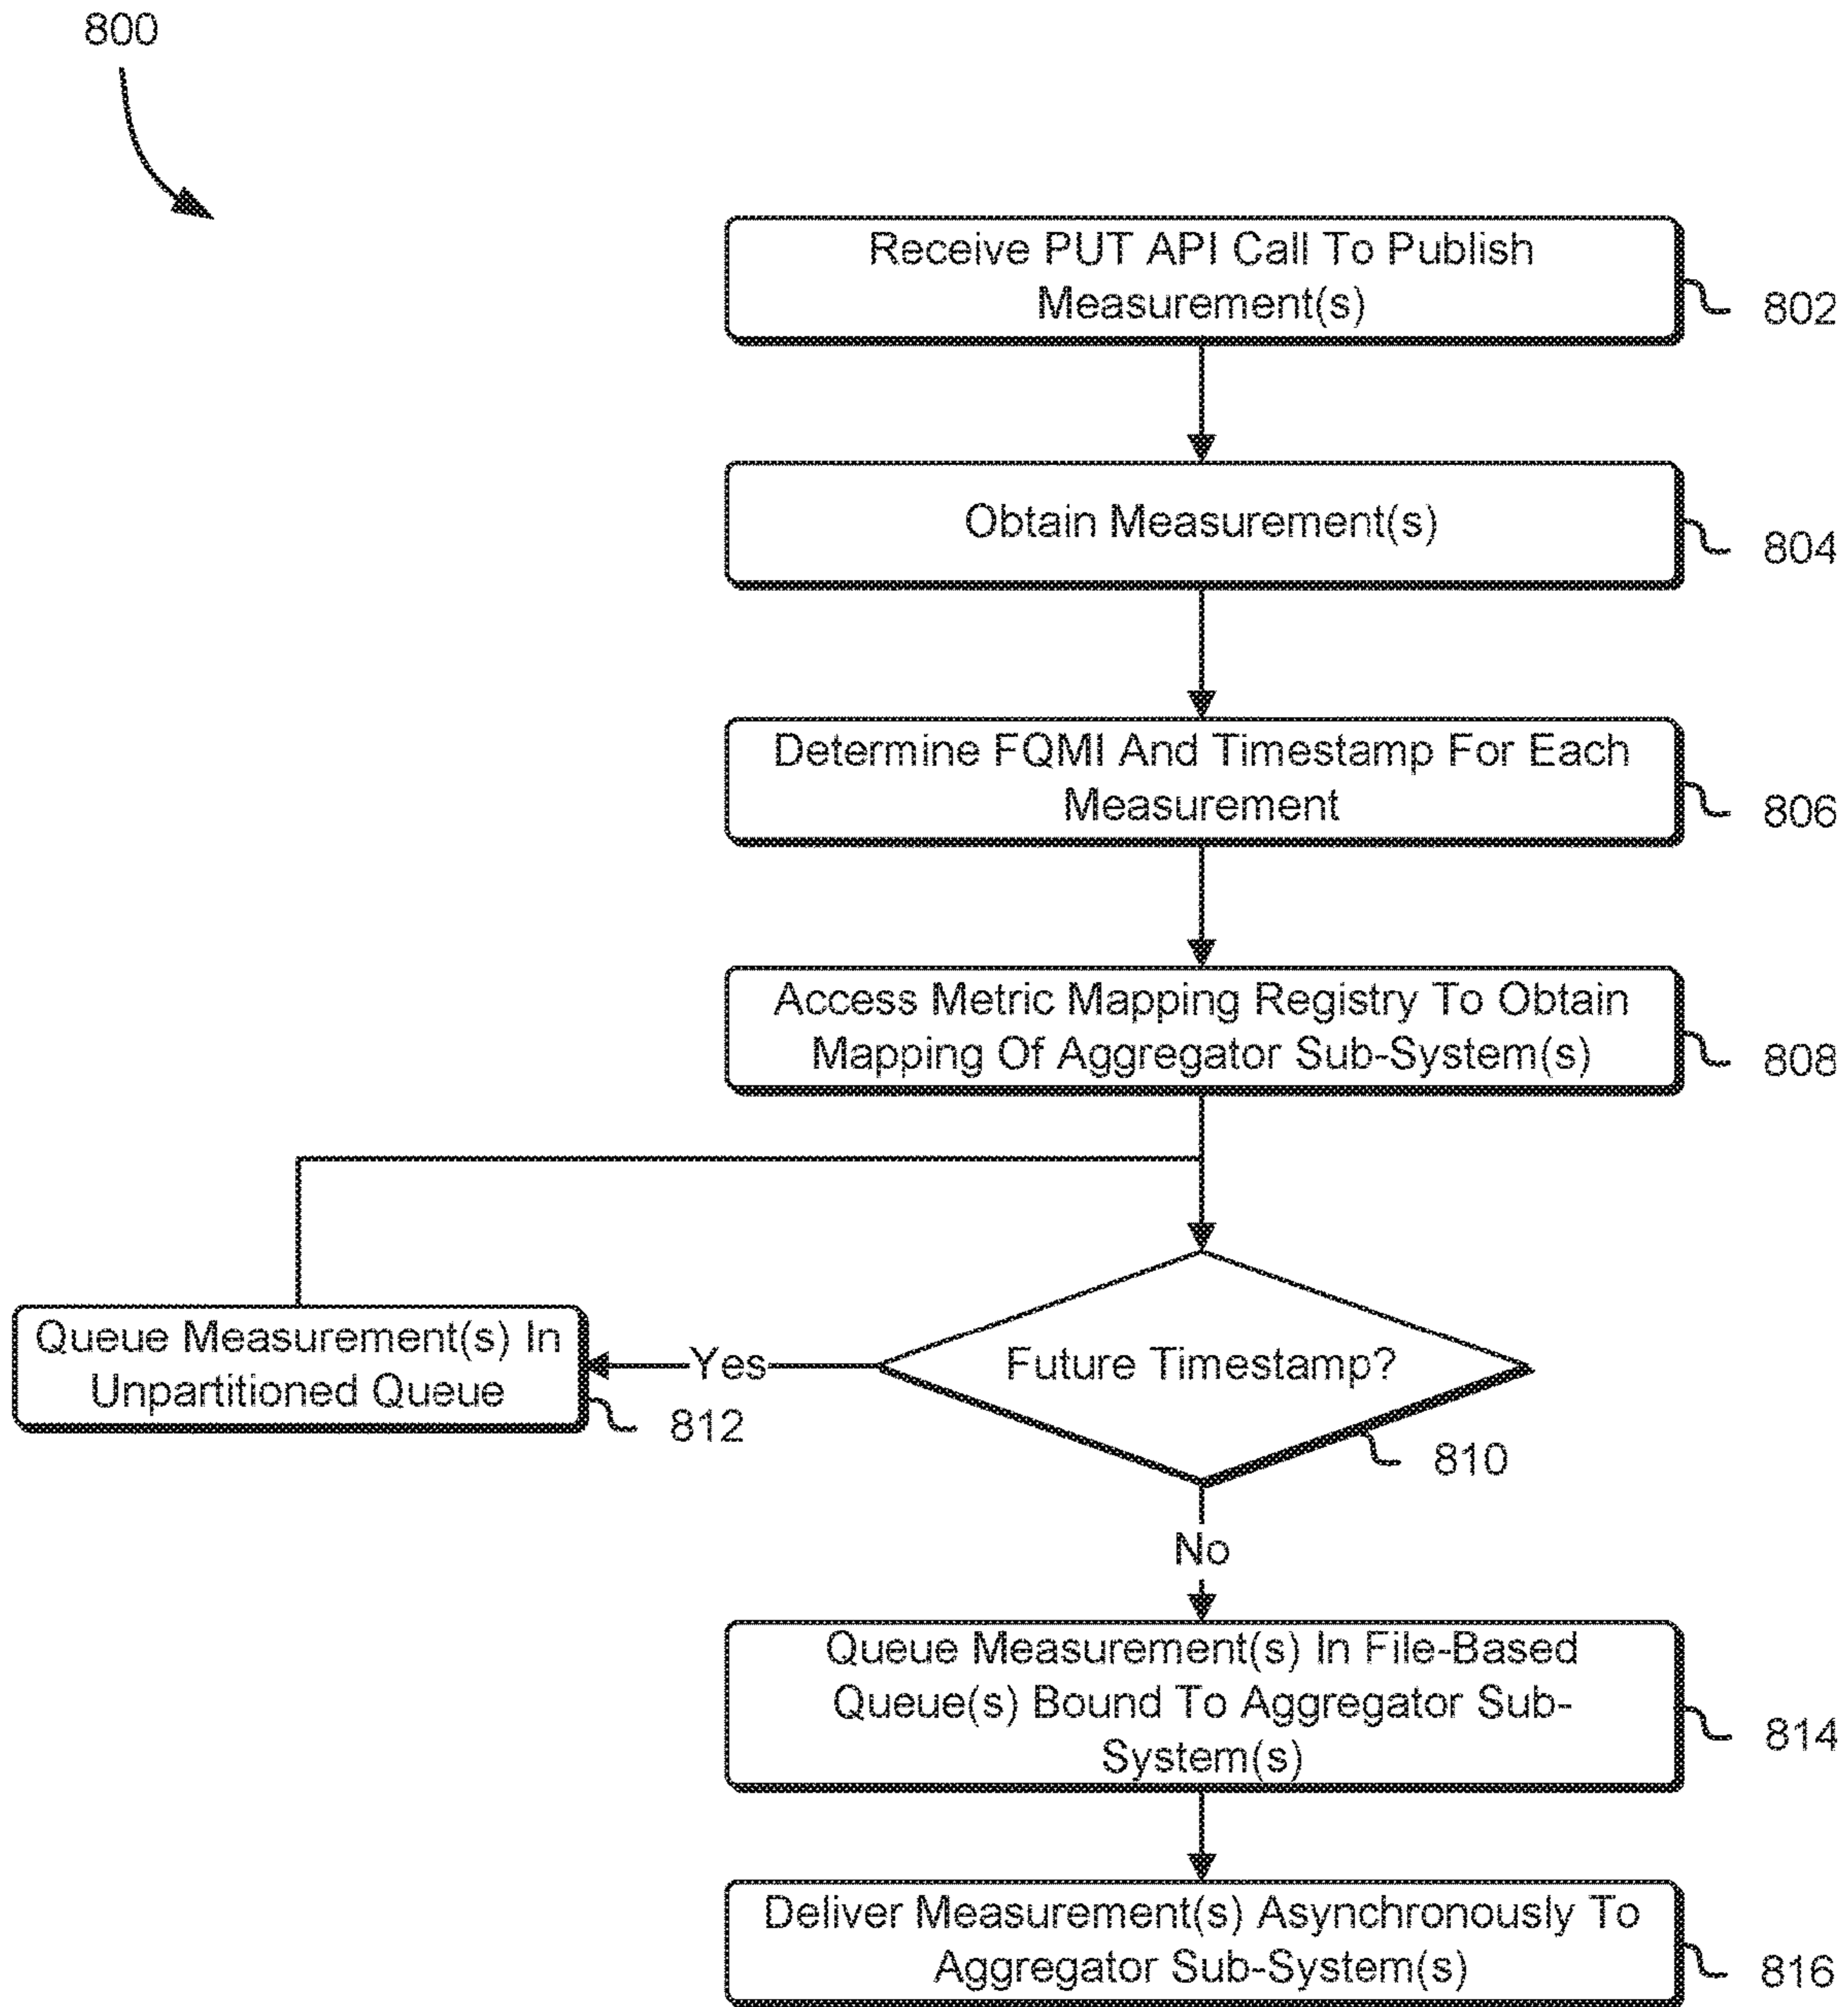 800
Receive PUT API Call To Publish
Measurement(s)
802
Obtain Measurement(s)
804
Determine FQMI And Timestamp For Each
Measurement
806
Access Metric Mapping Registry To Obtain
Mapping Of Aggregator Sub-System(s)
808
Queue Measurement(s) In
Unpartitioned Queue
812
Yes
Future Timestamp?
810
No
Queue Measurement(s) In File-Based
Queue(s) Bound To Aggregator Sub-
System(s)
814
Deliver Measurement(s) Asynchronously To
Aggregator Sub-System(s)
816